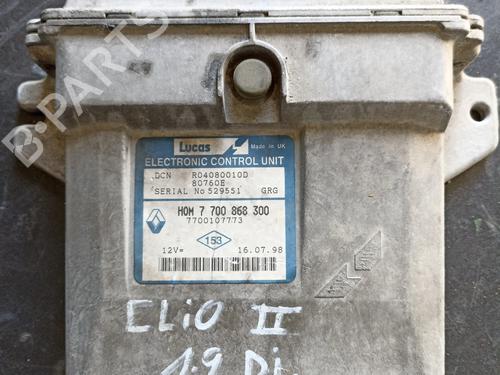 B-PARTS
Lucas Made in UK
ELECTRONIC CONTROL UNIT
DCN R04080010D
80760E
SERIAL No 529551 GRG
HOM 7 700 868 300
7700107773
153
12V= 16.07.98
CLiO II
1.9 Di